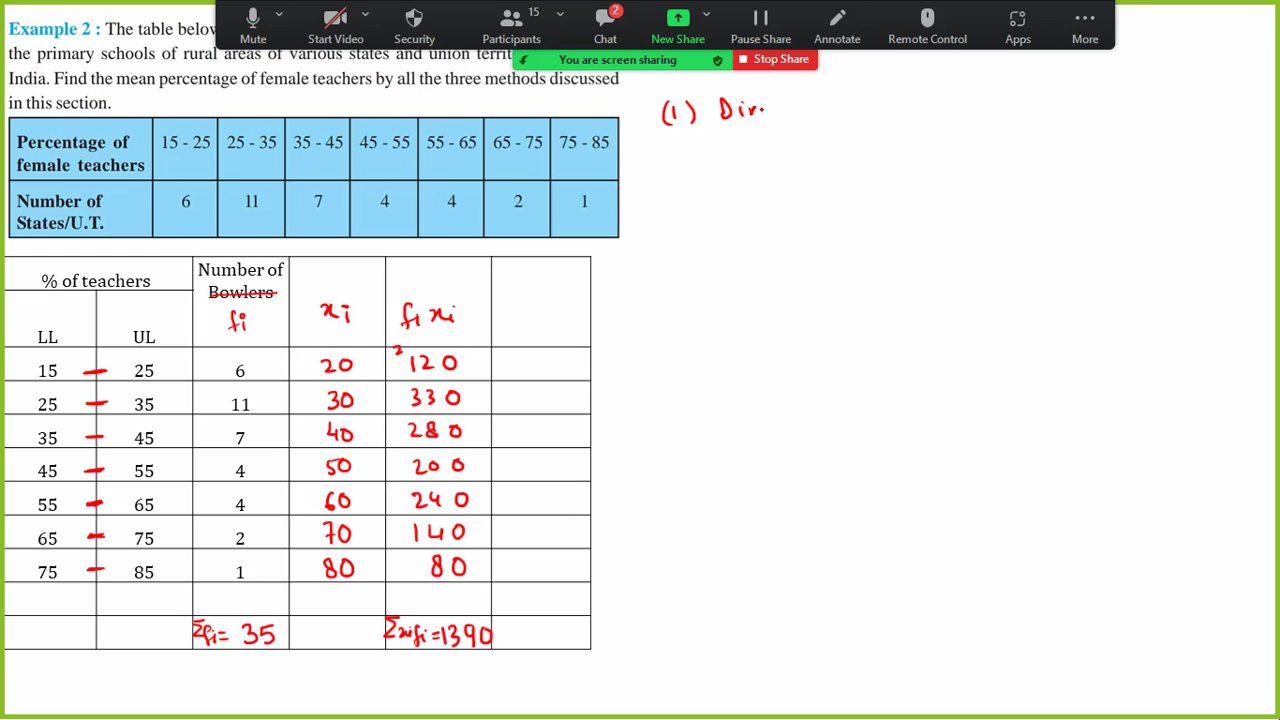 Example 2 : The table below
the primary schools of rural areas of various states and union territ
India. Find the mean percentage of female teachers by all the three methods discussed
in this section.
Mute
Start Video
Security
15
Participants
2
Chat
New Share
Pause Share
Annotate
Remote Control
Apps
More
You are screen sharing
Stop Share
(1) Dir
Percentage of female teachers 15 - 25 25 - 35 35 - 45 45 - 55 55 - 65 65 - 75 75 - 85
Number of States/U.T. 6 11 7 4 4 2 1
% of teachers Number of Bowlers
LL UL fi xi fi xi
15 – 25 6 20 2 120
25 – 35 11 30 330
35 – 45 7 40 280
45 – 55 4 50 200
55 – 65 4 60 240
65 – 75 2 70 140
75 – 85 1 80 80
Σfi = 35 Σxifi = 1390